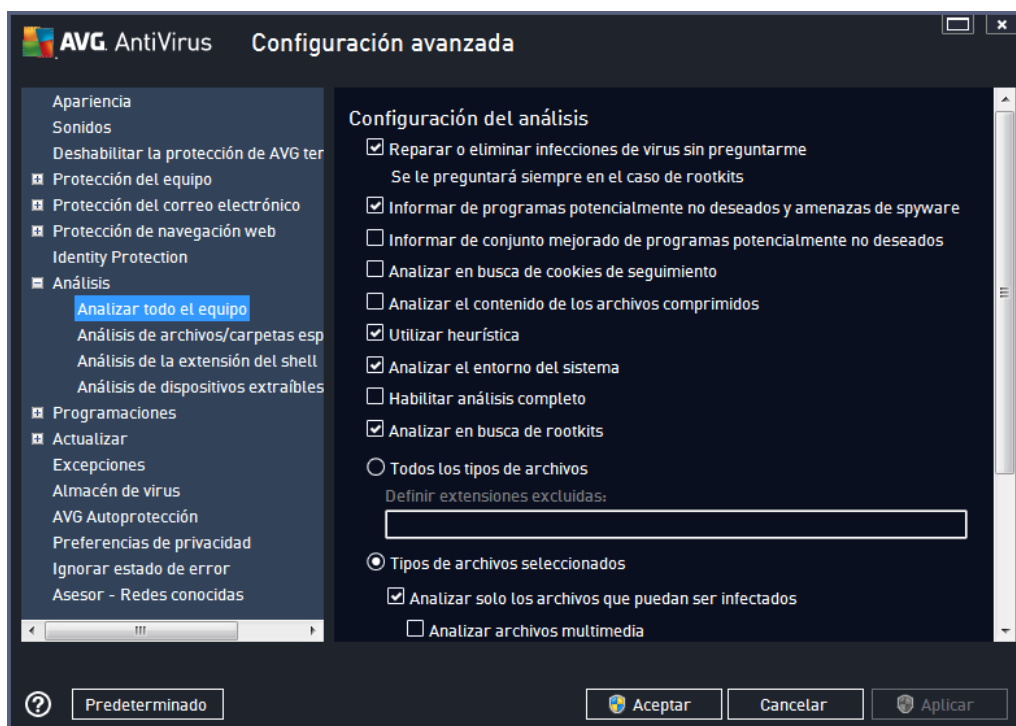 AVG. AntiVirus Configuración avanzada
Apariencia
Sonidos
Deshabilitar la protección de AVG ter
Protección del equipo
Protección del correo electrónico
Protección de navegación web
Identity Protection
Análisis
Analizar todo el equipo
Análisis de archivos/carpetas esp
Análisis de la extensión del shell
Análisis de dispositivos extraíbles
Programaciones
Actualizar
Excepciones
Almacén de virus
AVG Autoprotección
Preferencias de privacidad
Ignorar estado de error
Asesor - Redes conocidas
Configuración del análisis
Reparar o eliminar infecciones de virus sin preguntarme
Se le preguntará siempre en el caso de rootkits
Informar de programas potencialmente no deseados y amenazas de spyware
Informar de conjunto mejorado de programas potencialmente no deseados
Analizar en busca de cookies de seguimiento
Analizar el contenido de los archivos comprimidos
Utilizar heurística
Analizar el entorno del sistema
Habilitar análisis completo
Analizar en busca de rootkits
Todos los tipos de archivos
Definir extensiones excluidas:
Tipos de archivos seleccionados
Analizar solo los archivos que puedan ser infectados
Analizar archivos multimedia
Predeterminado
Aceptar
Cancelar
Aplicar